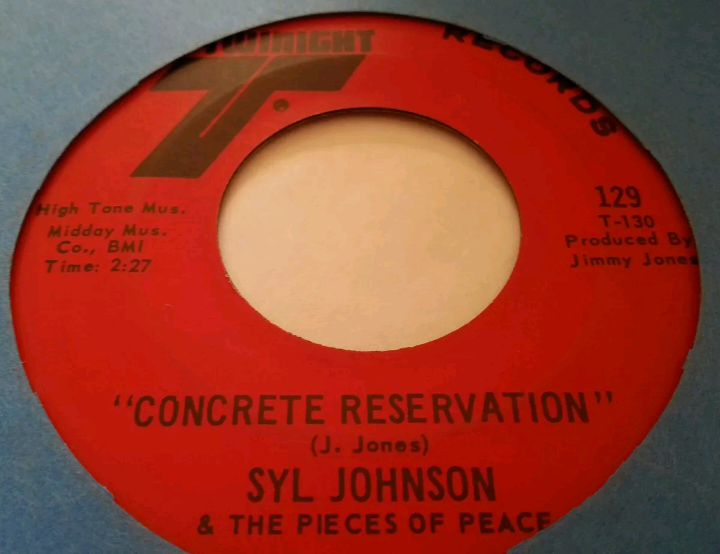 TWINIGHT
RECORDS
T
High Tone Mus.
Midday Mus.
Co., BMI
Time: 2:27
129
T-130
Produced By
Jimmy Jones
"CONCRETE RESERVATION"
(J. Jones)
SYL JOHNSON
& THE PIECES OF PEACE